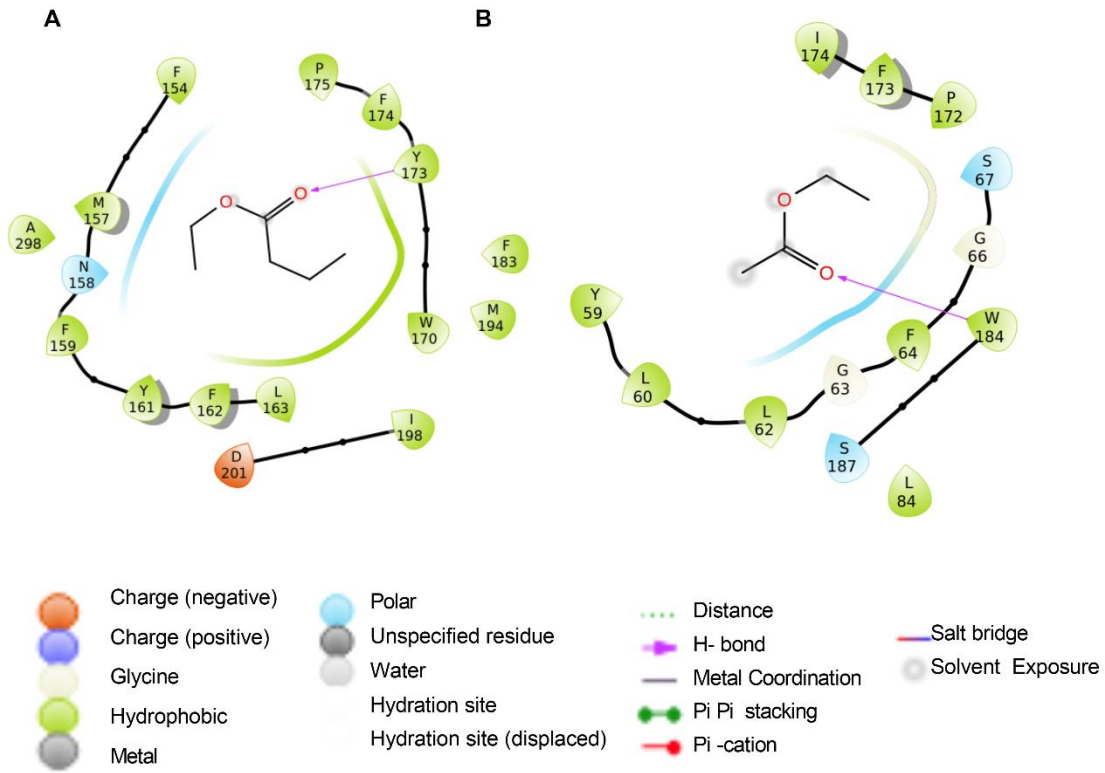 A
F
154
M
157
A
298
N
158
F
159
Y
161
F
162
L
163
D
201
I
198
P
175
F
174
Y
173
F
183
M
194
W
170
O
O
B
I
174
F
173
P
172
S
67
G
66
W
184
F
64
G
63
L
62
L
60
Y
59
S
187
L
84
O
O
Charge (negative)
Charge (positive)
Glycine
Hydrophobic
Metal
Polar
Unspecified residue
Water
Hydration site
Hydration site (displaced)
Distance
H- bond
Metal Coordination
Pi Pi stacking
Pi -cation
Salt bridge
Solvent Exposure